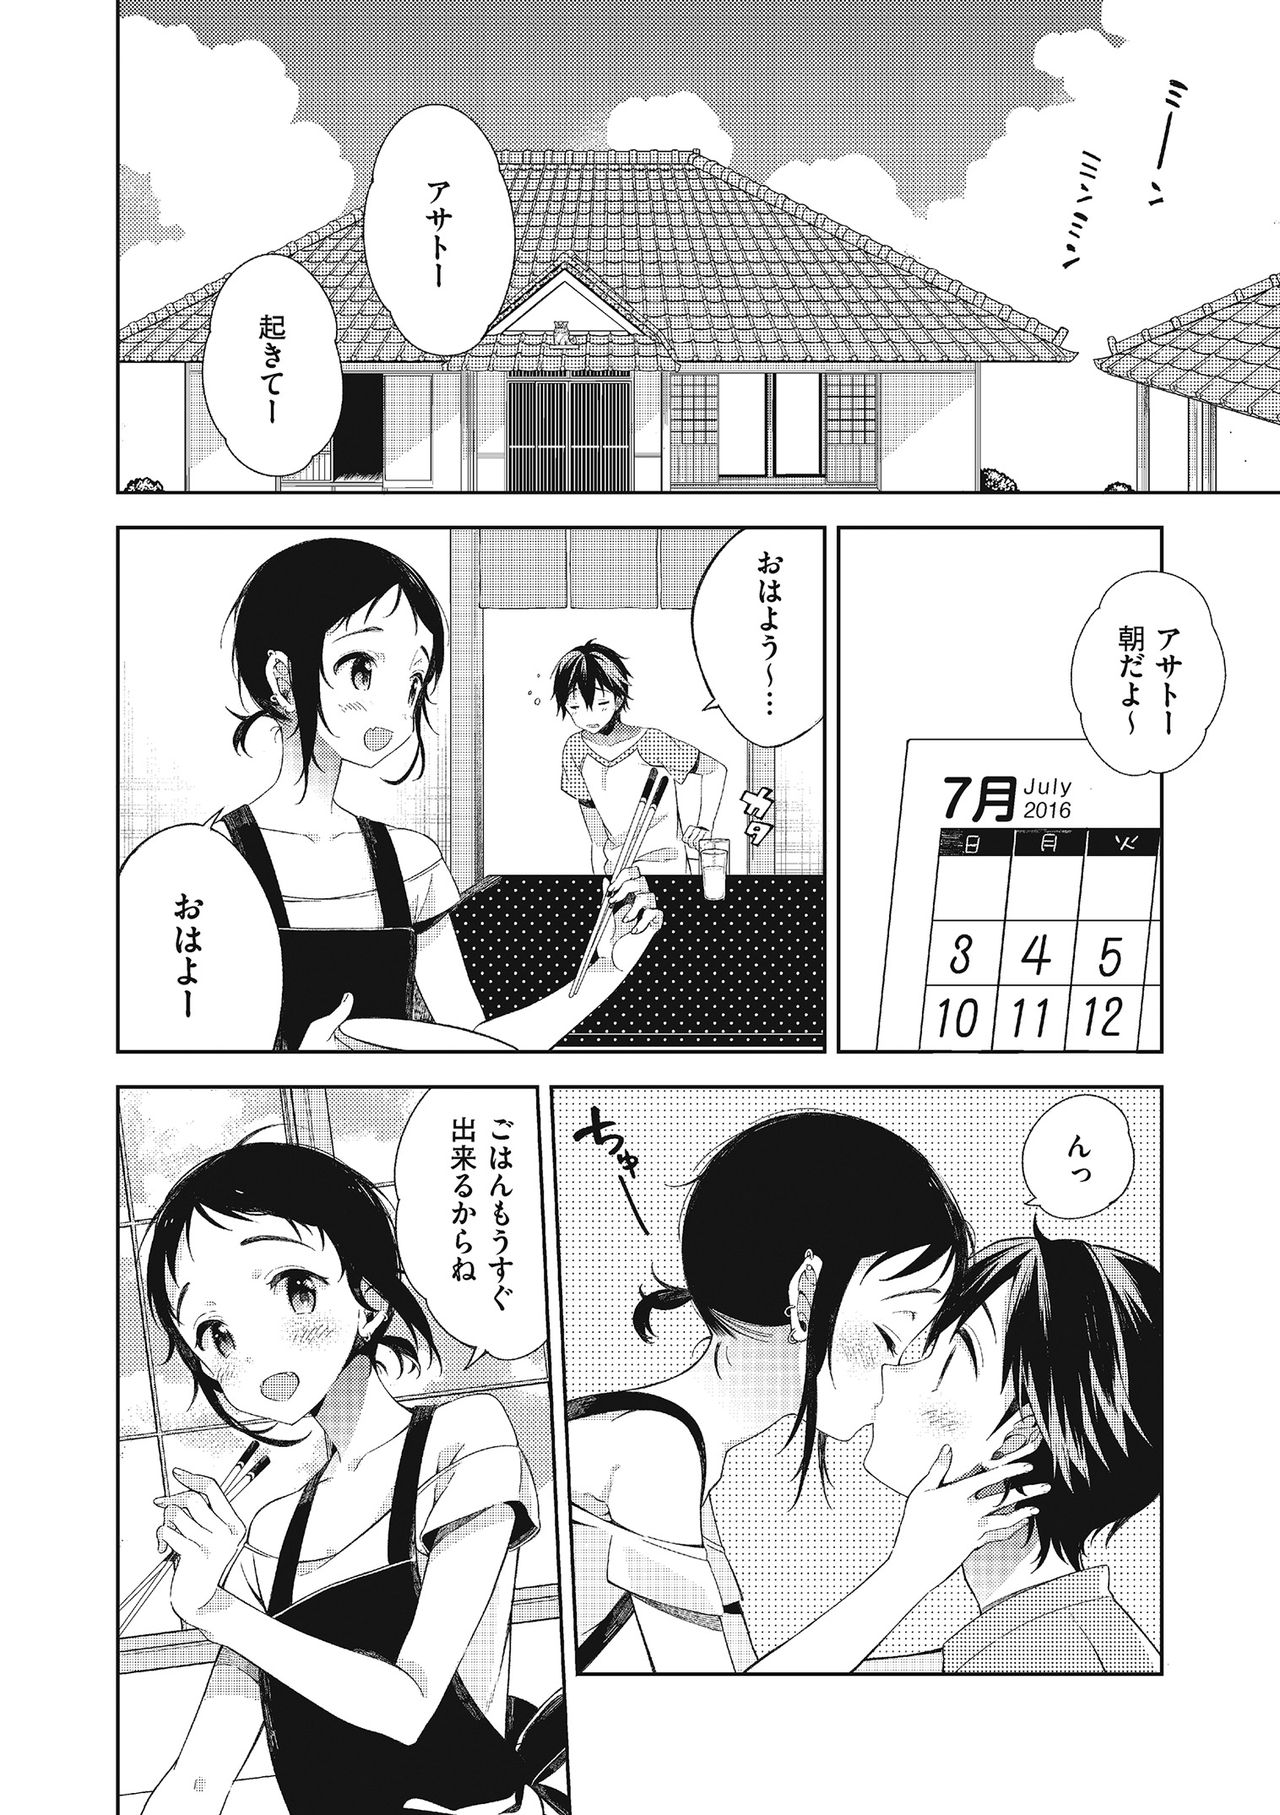 ミーーン
ミンミン
アサトー
起きてー
アサトー
朝だよ～
7月
July
2016
日 月 火
3 4 5
10 11 12
おはよう～…
ガタ
おはよー
んっ
ちゅー
ごはんもうすぐ
出来るからね